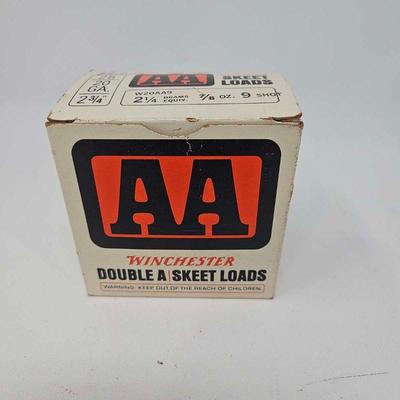 20
GA.
2 3/4"
AA
SKEET
LOADS
W20AA9
2 1/4 DRAMS EQUIV. 7/8 OZ. 9 SHOT
AA
WINCHESTER
DOUBLE A | SKEET LOADS
WARNING: KEEP OUT OF THE REACH OF CHILDREN.